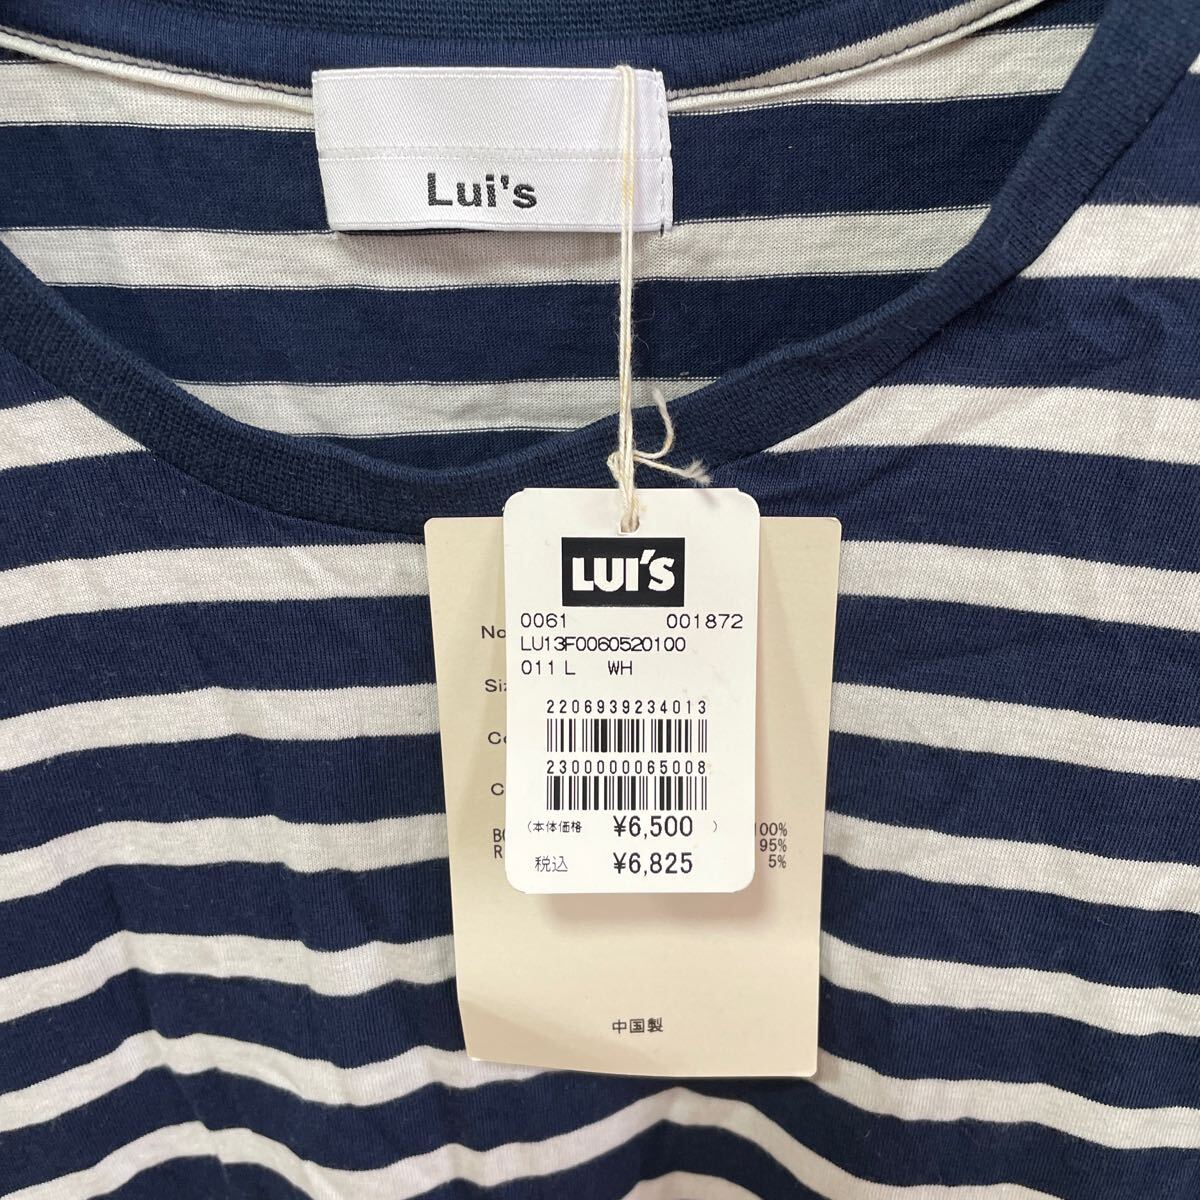 Lui's
LUI'S
0061 001872
LU13F0060520100
011 L WH
2206939234013
2300000065008
(本体価格 ¥6,500 )
税込 ¥6,825
No
100%
95%
5%
中国製